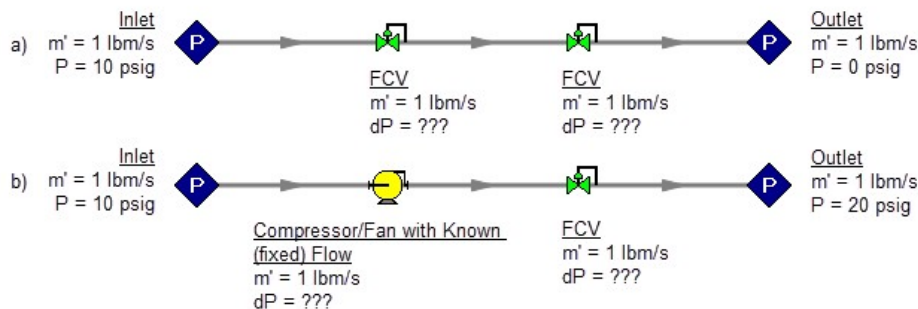 a)
Inlet
m' = 1 lbm/s
P = 10 psig
P
FCV
m' = 1 lbm/s
dP = ???
FCV
m' = 1 lbm/s
dP = ???
P
Outlet
m' = 1 lbm/s
P = 0 psig
b)
Inlet
m' = 1 lbm/s
P = 10 psig
P
Compressor/Fan with Known
(fixed) Flow
m' = 1 lbm/s
dP = ???
FCV
m' = 1 lbm/s
dP = ???
P
Outlet
m' = 1 lbm/s
P = 20 psig